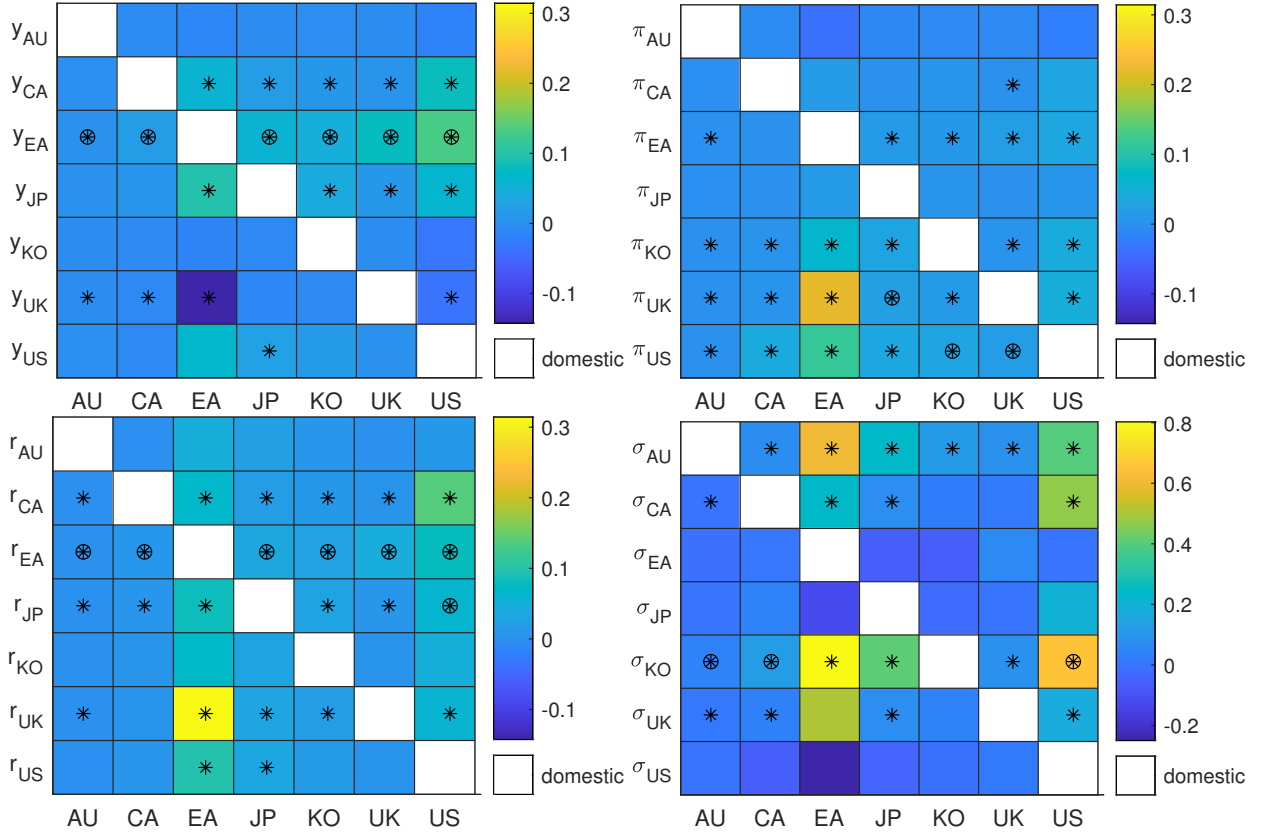 y_AU
y_CA
y_EA
y_JP
y_KO
y_UK
y_US
AU CA EA JP KO UK US
0.3
0.2
0.1
0
-0.1
domestic
π_AU
π_CA
π_EA
π_JP
π_KO
π_UK
π_US
AU CA EA JP KO UK US
0.3
0.2
0.1
0
-0.1
domestic
r_AU
r_CA
r_EA
r_JP
r_KO
r_UK
r_US
AU CA EA JP KO UK US
0.3
0.2
0.1
0
-0.1
domestic
σ_AU
σ_CA
σ_EA
σ_JP
σ_KO
σ_UK
σ_US
AU CA EA JP KO UK US
0.8
0.6
0.4
0.2
0
-0.2
domestic